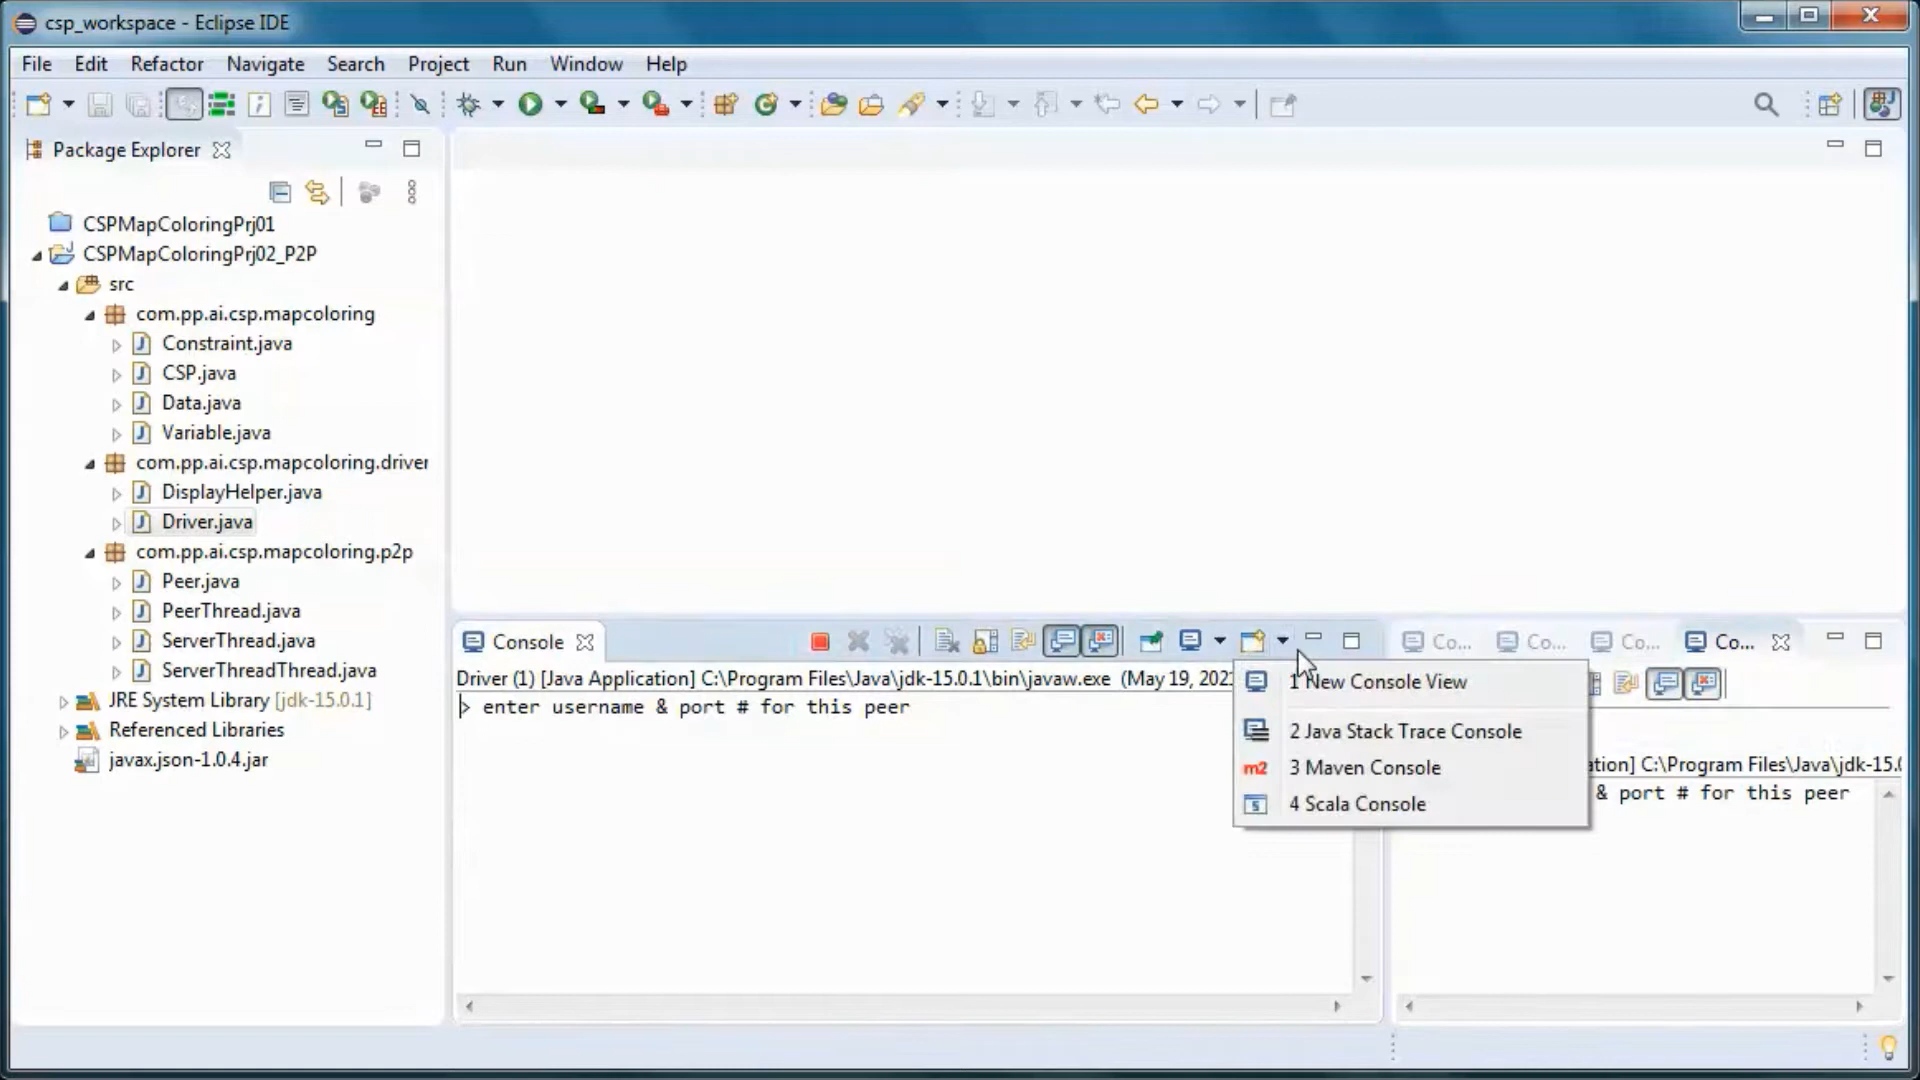 csp_workspace - Eclipse IDE
File Edit Refactor Navigate Search Project Run Window Help
Package Explorer
CSPMapColoringPrj01
CSPMapColoringPrj02_P2P
src
com.pp.ai.csp.mapcoloring
Constraint.java
CSP.java
Data.java
Variable.java
com.pp.ai.csp.mapcoloring.driver
DisplayHelper.java
Driver.java
com.pp.ai.csp.mapcoloring.p2p
Peer.java
PeerThread.java
ServerThread.java
ServerThreadThread.java
JRE System Library [jdk-15.0.1]
Referenced Libraries
javax.json-1.0.4.jar
Console
Driver (1) [Java Application] C:\Program Files\Java\jdk-15.0.1\bin\javaw.exe (May 19, 202
> enter username & port # for this peer
1 New Console View
2 Java Stack Trace Console
m2 3 Maven Console
S 4 Scala Console
Co... Co... Co... Co...
ation] C:\Program Files\Java\jdk-15.0
& port # for this peer